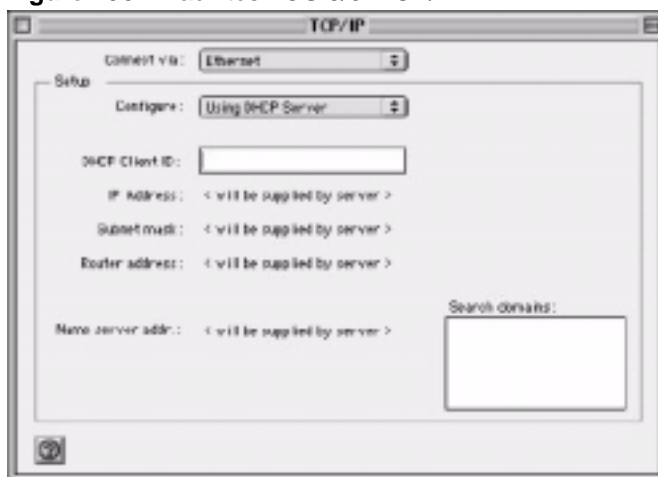 TCP/IP
Connect via: Ethernet
Setup
Configure: Using DHCP Server
DHCP Client ID:
IP Address: < will be supplied by server >
Subnet mask: < will be supplied by server >
Router address: < will be supplied by server >
Search domains:
Name server addr.: < will be supplied by server >